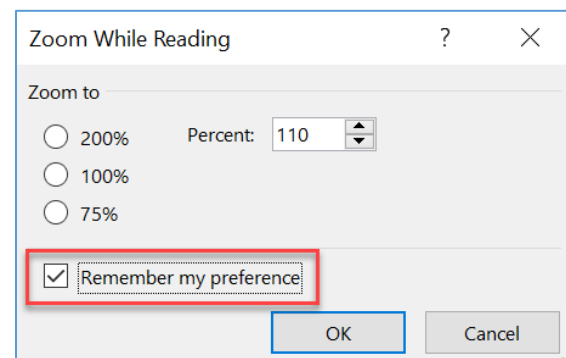 Zoom While Reading ?
Zoom to
200% Percent: 110
100%
75%
Remember my preference
OK Cancel